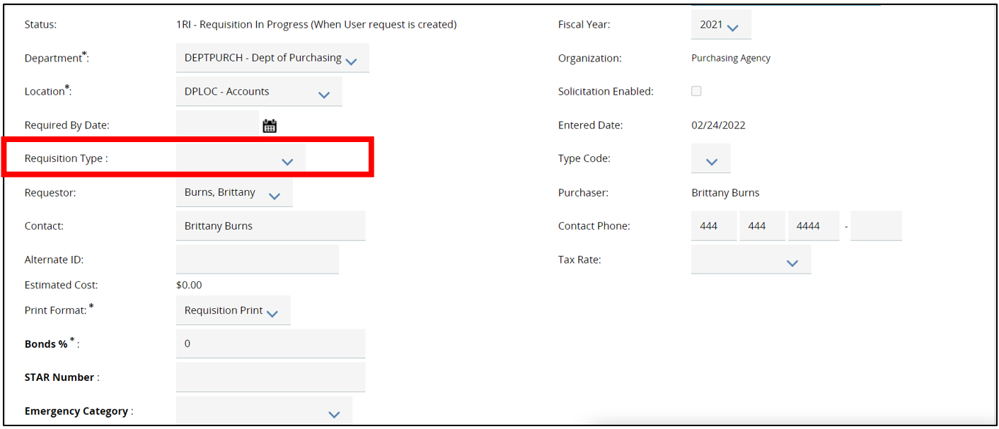 Status: 1RI - Requisition In Progress (When User request is created) Fiscal Year: 2021
Department*: DEPTPURCH - Dept of Purchasing Organization: Purchasing Agency
Location*: DPLOC - Accounts Solicitation Enabled:
Required By Date: Entered Date: 02/24/2022
Requisition Type : Type Code:
Requestor: Burns, Brittany Purchaser: Brittany Burns
Contact: Brittany Burns Contact Phone: 444 444 4444 -
Alternate ID: Tax Rate:
Estimated Cost: $0.00
Print Format: * Requisition Print
Bonds % * : 0
STAR Number :
Emergency Category :